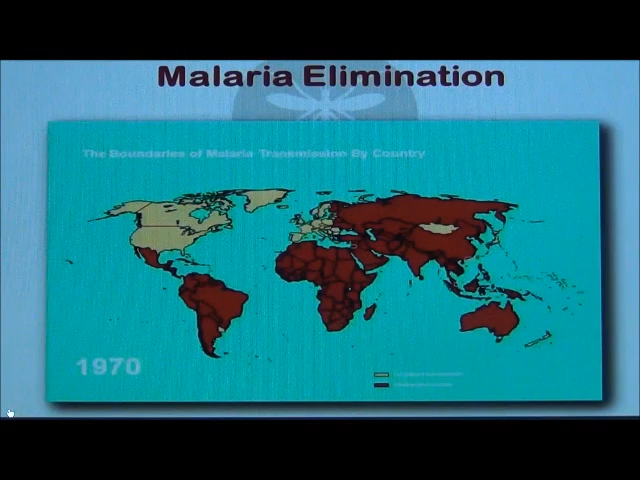 Malaria Elimination
The Boundaries of Malaria Transmission By Country
1970